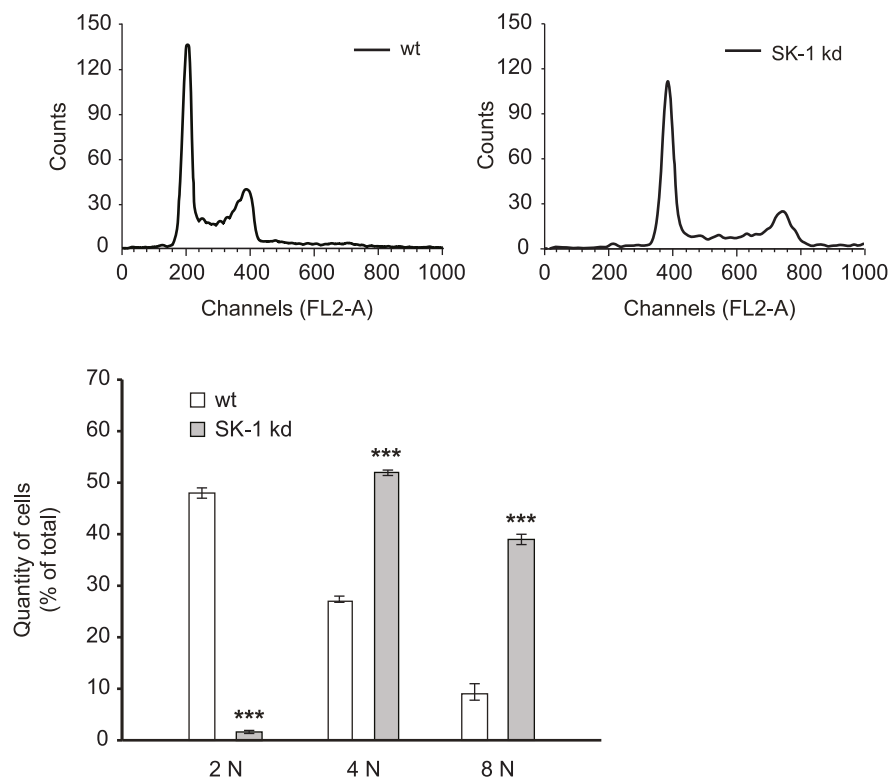 150
120
90
60
30
0
Counts
wt
0 200 400 600 800 1000
Channels (FL2-A)
150
120
90
60
30
0
Counts
SK-1 kd
0 200 400 600 800 1000
Channels (FL2-A)
70
60
50
40
30
20
10
0
Quantity of cells
(% of total)
wt
SK-1 kd
***
***
***
2 N 4 N 8 N